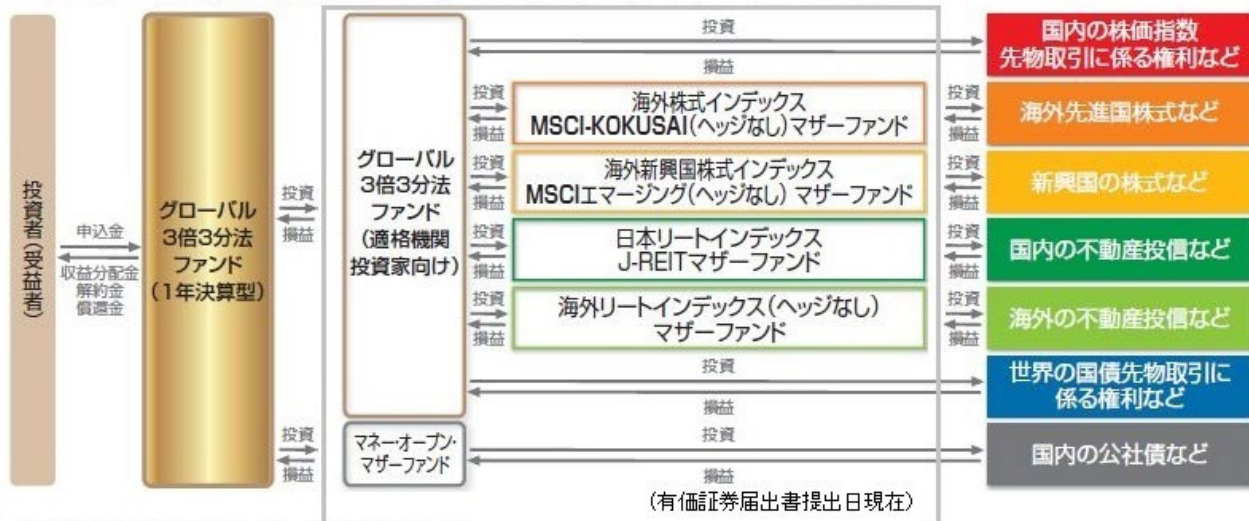 投資者(受益者)
申込金
収益分配金
解約金
償還金
グローバル
3倍3分法
ファンド
(1年決算型)
投資
損益
投資
損益
グローバル
3倍3分法
ファンド
(適格機関
投資家向け)
マネー・オープン・
マザーファンド
投資
損益
国内の株価指数
先物取引に係る権利など
投資
損益
海外株式インデックス
MSCI-KOKUSAI(ヘッジなし)マザーファンド
投資
損益
海外先進国株式など
投資
損益
海外新興国株式インデックス
MSCIエマージング(ヘッジなし) マザーファンド
投資
損益
新興国の株式など
投資
損益
日本リートインデックス
J-REITマザーファンド
投資
損益
国内の不動産投信など
投資
損益
海外リートインデックス(ヘッジなし)
マザーファンド
投資
損益
海外の不動産投信など
投資
損益
世界の国債先物取引に
係る権利など
投資
損益
国内の公社債など
(有価証券届出書提出日現在)